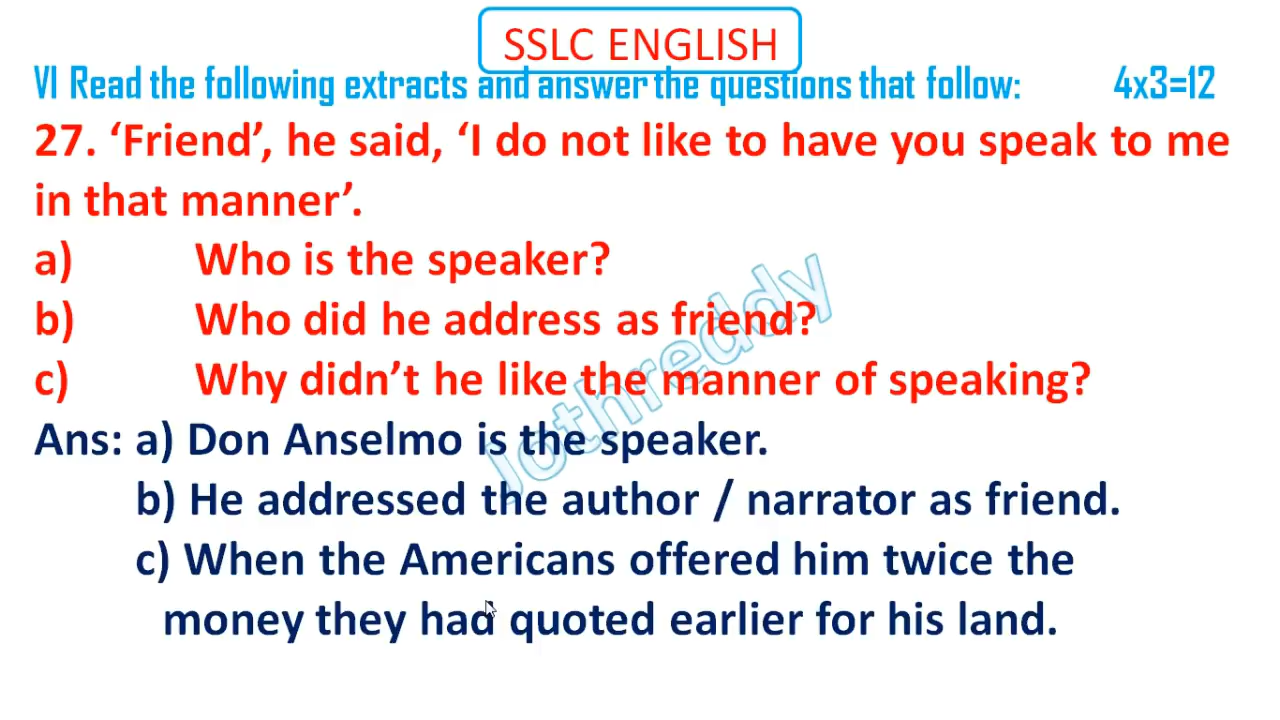 SSLC ENGLISH
VI Read the following extracts and answer the questions that follow: 4x3=12
27. ‘Friend’, he said, ‘I do not like to have you speak to me
in that manner’.
a) Who is the speaker?
b) Who did he address as friend?
c) Why didn’t he like the manner of speaking?
Ans: a) Don Anselmo is the speaker.
b) He addressed the author / narrator as friend.
c) When the Americans offered him twice the
money they had quoted earlier for his land.
lothreddy